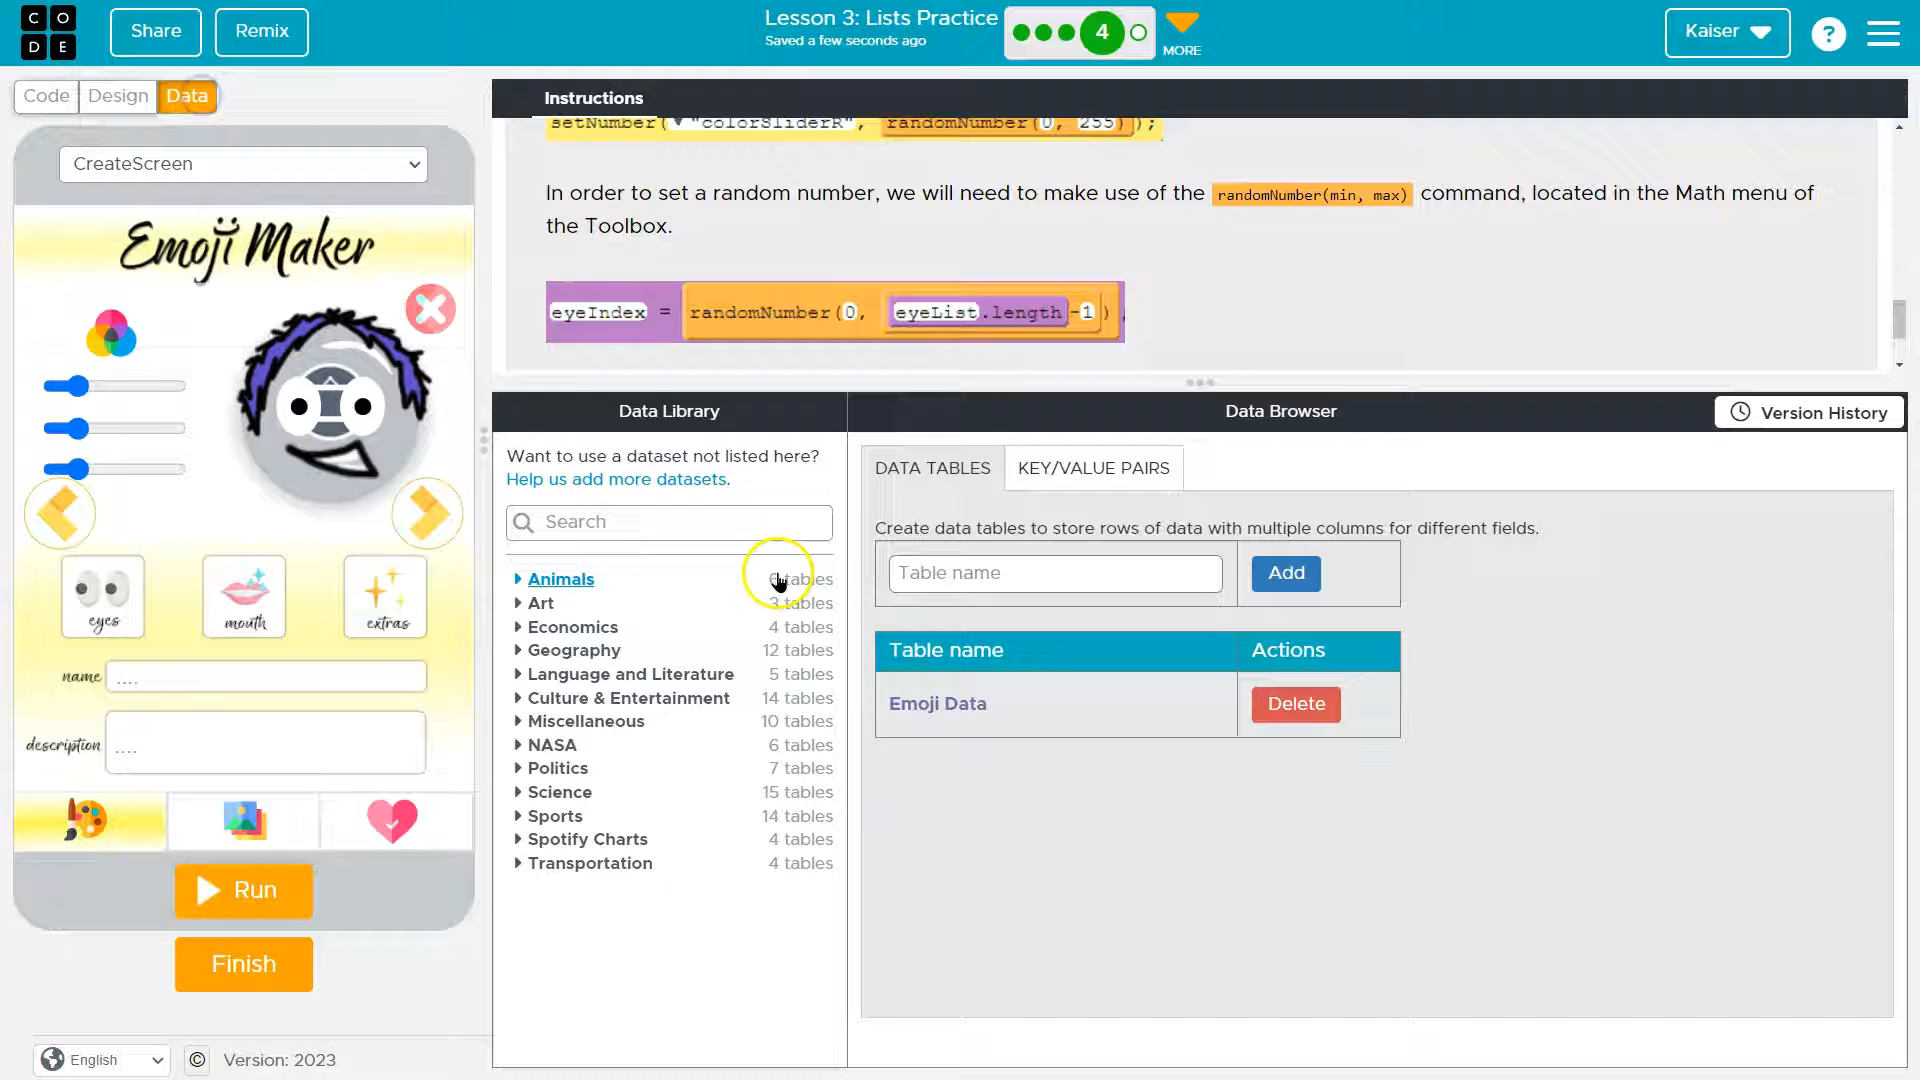 CODE
Share
Remix
Lesson 3: Lists Practice
Saved a few seconds ago
4
MORE
Kaiser
?
Code
Design
Data
CreateScreen
Emoji Maker
eyes
mouth
extras
name
....
description
....
Run
Finish
English
©
Version: 2023
Instructions
setNumber( ▼ "colorSliderR", randomNumber(0, 255));
In order to set a random number, we will need to make use of the randomNumber(min, max) command, located in the Math menu of
the Toolbox.
eyeIndex = randomNumber(0, eyeList.length-1);
Data Library
Want to use a dataset not listed here?
Help us add more datasets.
Search
Animals 6 tables
Art 3 tables
Economics 4 tables
Geography 12 tables
Language and Literature 5 tables
Culture & Entertainment 14 tables
Miscellaneous 10 tables
NASA 6 tables
Politics 7 tables
Science 15 tables
Sports 14 tables
Spotify Charts 4 tables
Transportation 4 tables
Data Browser
Version History
DATA TABLES
KEY/VALUE PAIRS
Create data tables to store rows of data with multiple columns for different fields.
Table name
Add
Table name Actions
Emoji Data Delete